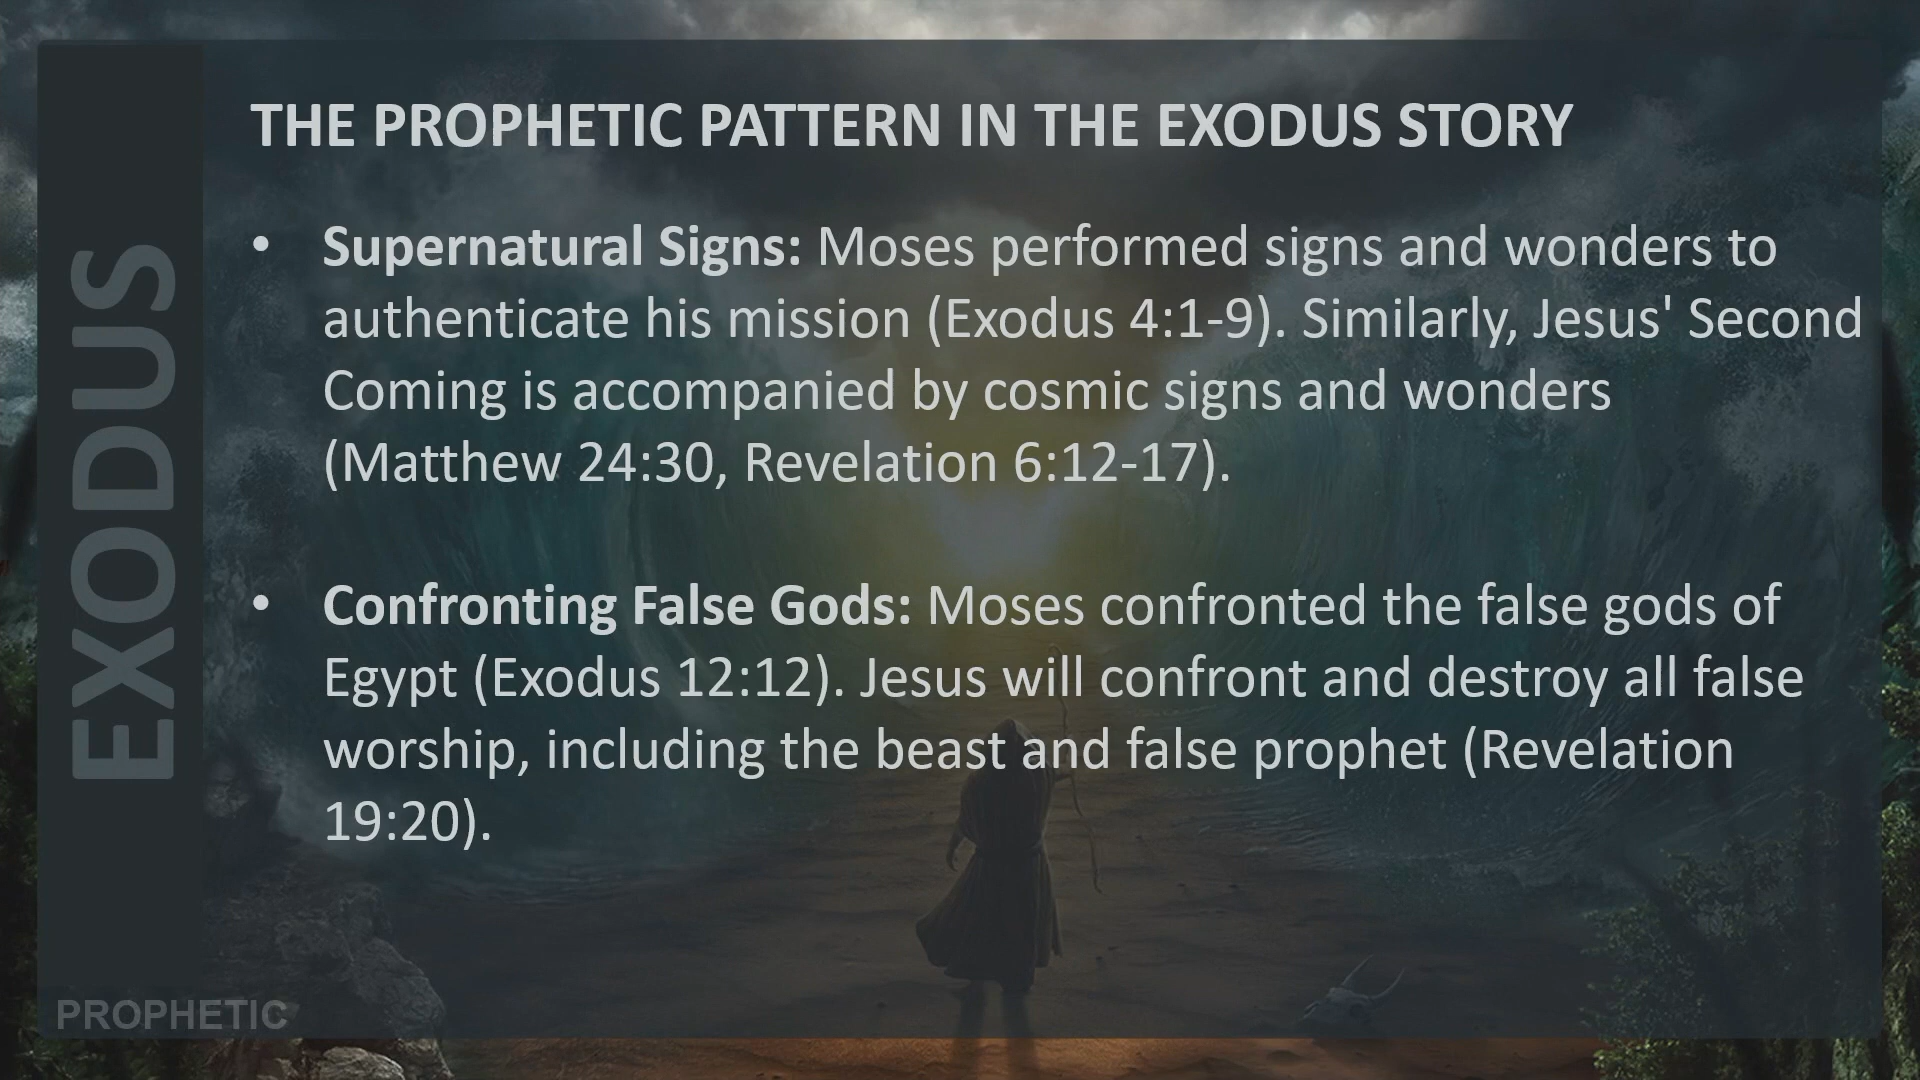 EXODUS
THE PROPHETIC PATTERN IN THE EXODUS STORY
• Supernatural Signs: Moses performed signs and wonders to
authenticate his mission (Exodus 4:1-9). Similarly, Jesus' Second
Coming is accompanied by cosmic signs and wonders
(Matthew 24:30, Revelation 6:12-17).
• Confronting False Gods: Moses confronted the false gods of
Egypt (Exodus 12:12). Jesus will confront and destroy all false
worship, including the beast and false prophet (Revelation
19:20).
PROPHETIC